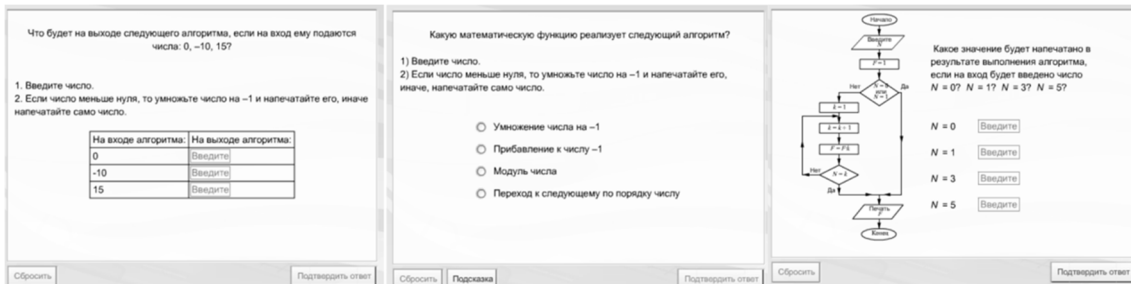 Что будет на выходе следующего алгоритма, если на вход ему подаются
числа: 0, –10, 15?
1. Введите число.
2. Если число меньше нуля, то умножьте число на –1 и напечатайте его, иначе
напечатайте само число.
На входе алгоритма: На выходе алгоритма:
0 Введите
-10 Введите
15 Введите
Сбросить Подтвердить ответ
Какую математическую функцию реализует следующий алгоритм?
1) Введите число.
2) Если число меньше нуля, то умножьте число на –1 и напечатайте его,
иначе, напечатайте само число.
Умножение числа на –1
Прибавление к числу –1
Модуль числа
Переход к следующему по порядку числу
Сбросить Подсказка Подтвердить ответ
Начало
Введите
N
F=1
N=0
или
N=1
Нет Да
k=1
k=k+1
F=F·k
N=k
Нет
Да
Печать
F
Конец
Какое значение будет напечатано в
результате выполнения алгоритма,
если на вход будет введено число
N = 0? N = 1? N = 3? N = 5?
N = 0 Введите
N = 1 Введите
N = 3 Введите
N = 5 Введите
Сбросить Подтвердить ответ